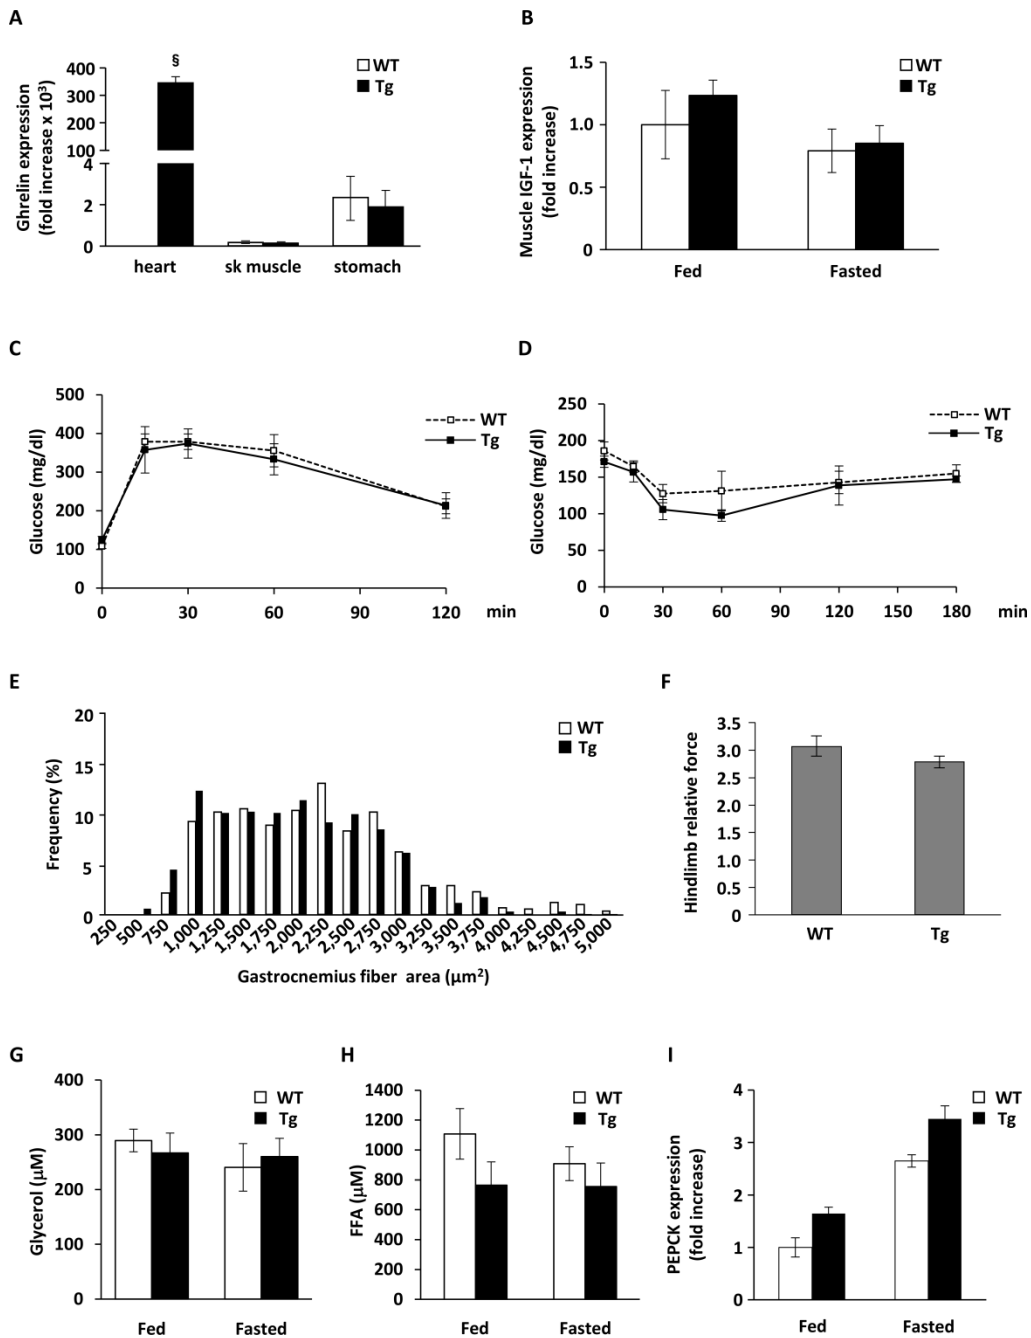 A
Ghrelin expression
(fold increase x 10³)
400
300
200
100
4
2
0
§
WT
Tg
heart sk muscle stomach
B
Muscle IGF-1 expression
(fold increase)
1.5
1.0
0.5
0
WT
Tg
Fed Fasted
C
Glucose (mg/dl)
500
400
300
200
100
0
WT
Tg
0 30 60 90 120 min
D
Glucose (mg/dl)
250
200
150
100
50
0
WT
Tg
0 30 60 90 120 150 180 min
E
Frequency (%)
20
15
10
5
0
WT
Tg
250 500 750 1,000 1,250 1,500 1,750 2,000 2,250 2,500 2,750 3,000 3,250 3,500 3,750 4,000 4,250 4,500 4,750 5,000
Gastrocnemius fiber area (µm²)
F
Hindlimb relative force
3.5
3.0
2.5
2.0
1.5
1.0
0.5
0
WT Tg
G
Glycerol (µM)
400
300
200
100
0
WT
Tg
Fed Fasted
H
FFA (µM)
1400
1200
1000
800
600
400
200
0
WT
Tg
Fed Fasted
I
PEPCK expression
(fold increase)
4
3
2
1
0
WT
Tg
Fed Fasted